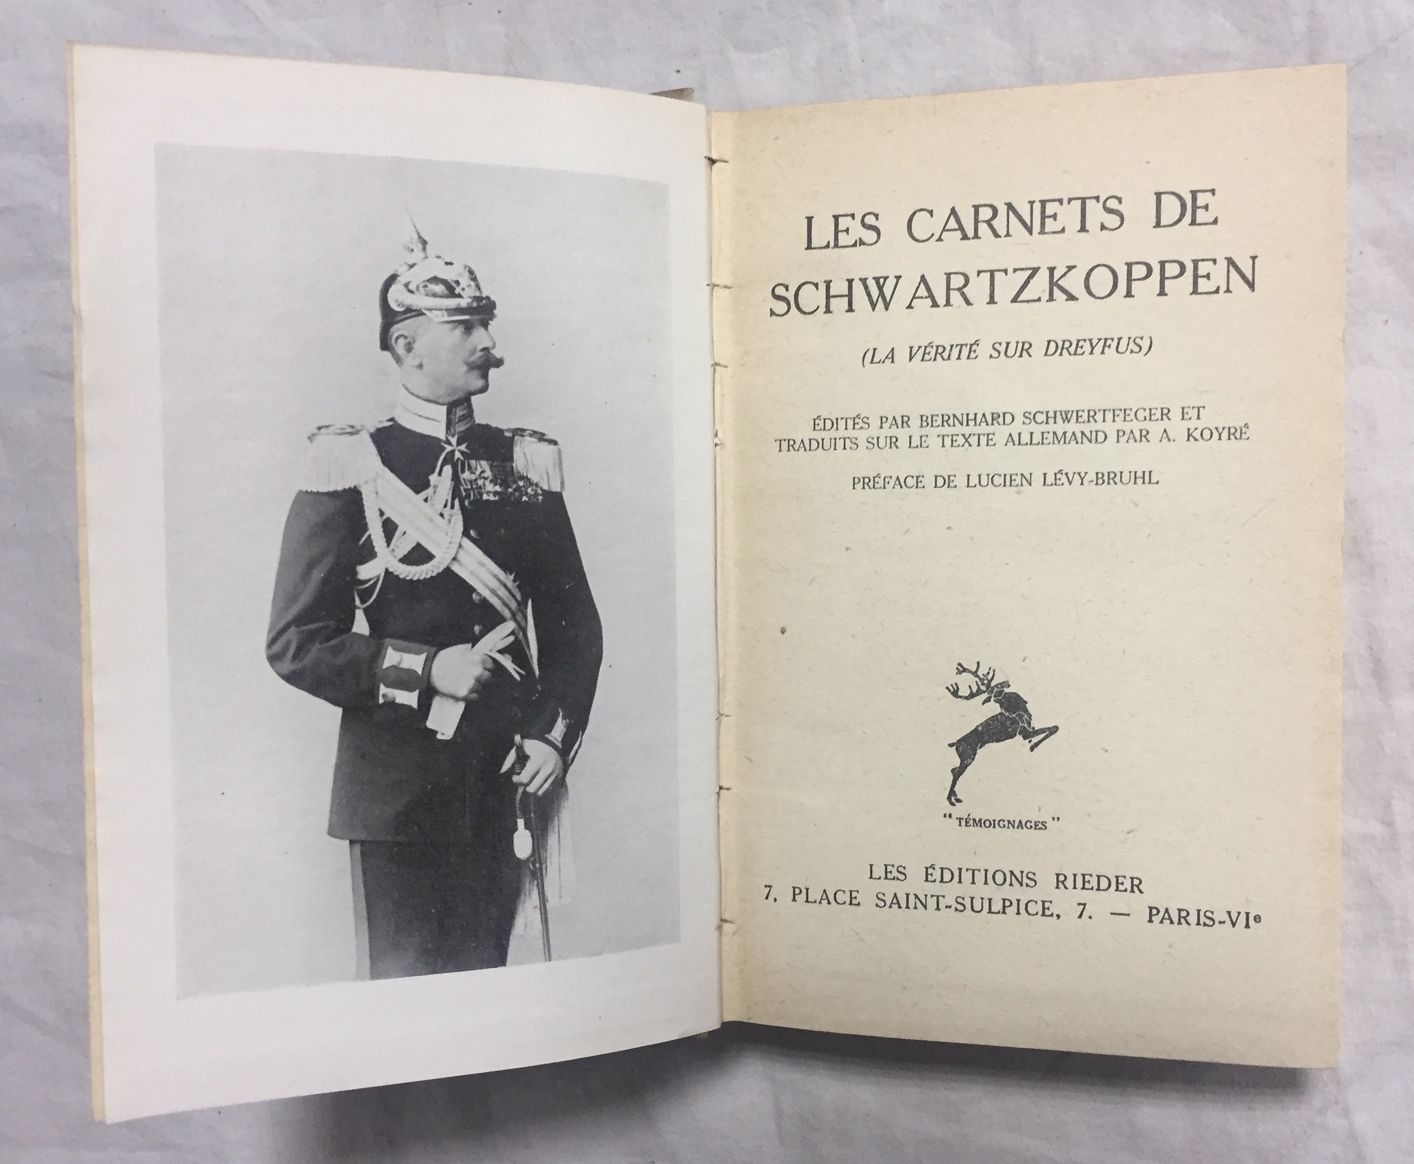 LES CARNETS DE
SCHWARTZKOPPEN
(LA VÉRITÉ SUR DREYFUS)
ÉDITÉS PAR BERNHARD SCHWERTFEGER ET
TRADUITS SUR LE TEXTE ALLEMAND PAR A. KOYRÉ
PRÉFACE DE LUCIEN LÉVY-BRUHL
"TÉMOIGNAGES"
LES ÉDITIONS RIEDER
7, PLACE SAINT-SULPICE, 7. — PARIS-VIᵉ